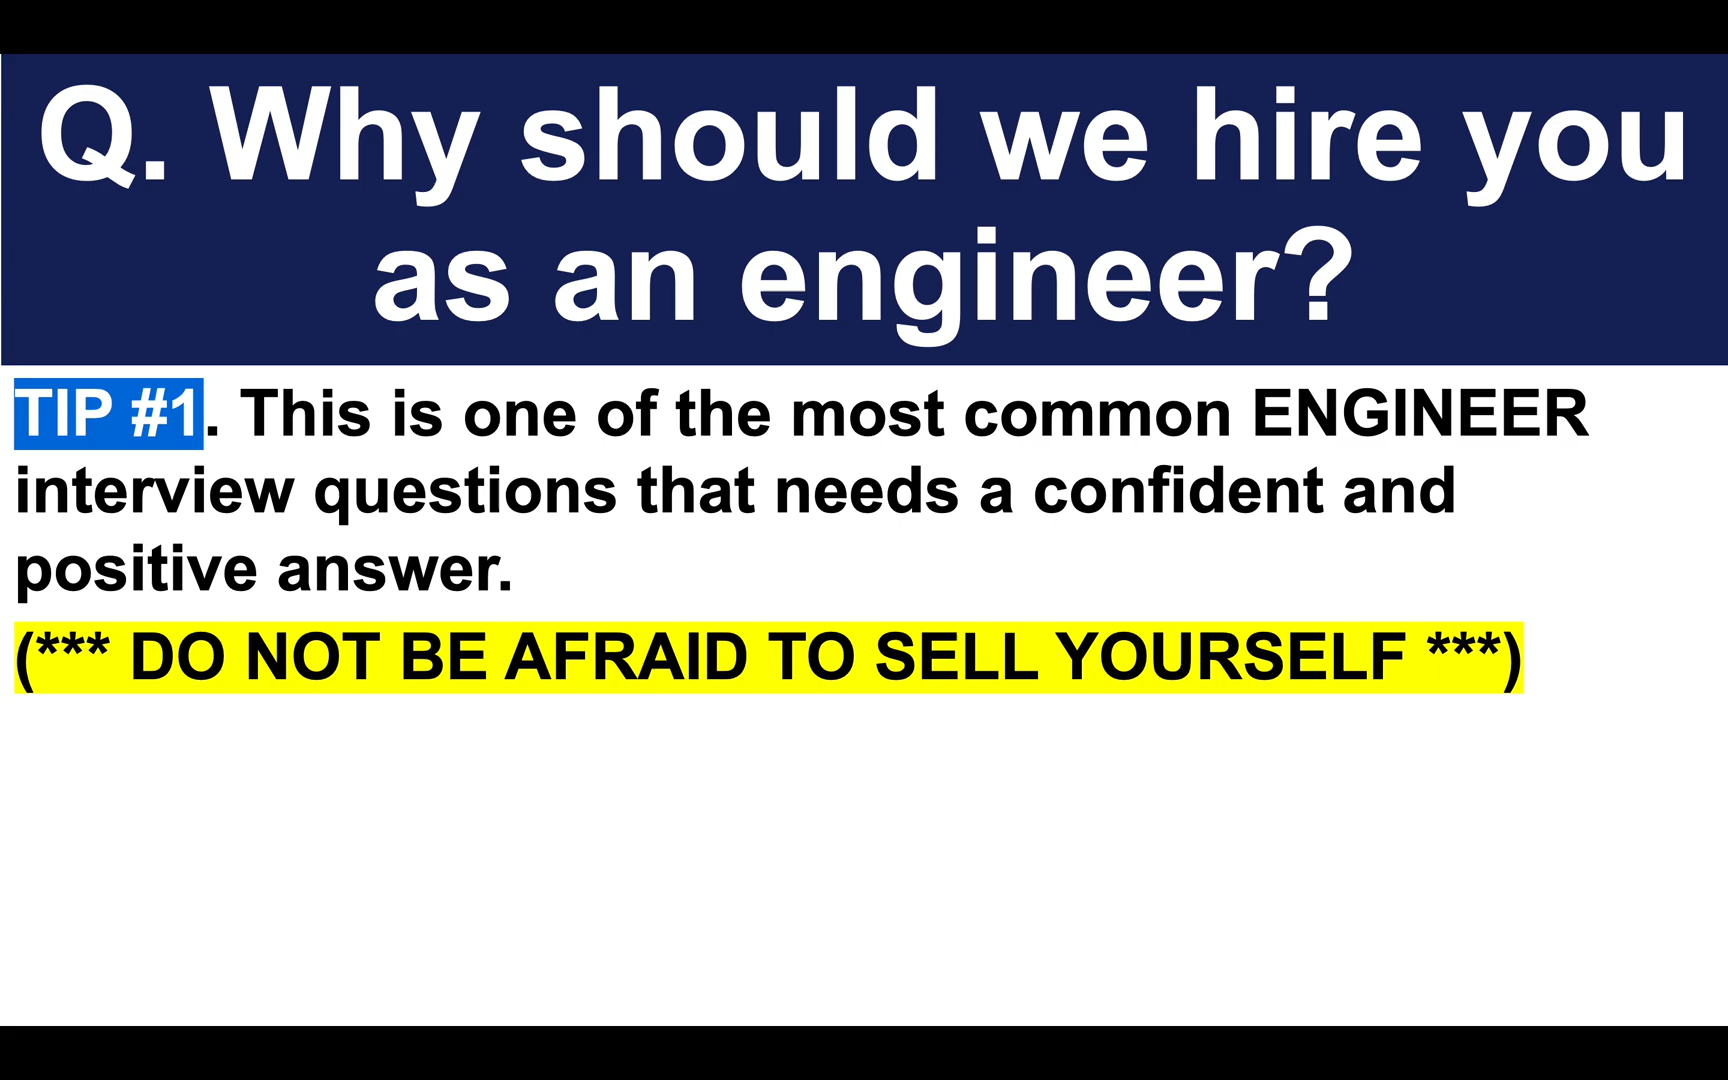 Q. Why should we hire you
as an engineer?
TIP #1. This is one of the most common ENGINEER
interview questions that needs a confident and
positive answer.
(*** DO NOT BE AFRAID TO SELL YOURSELF ***)